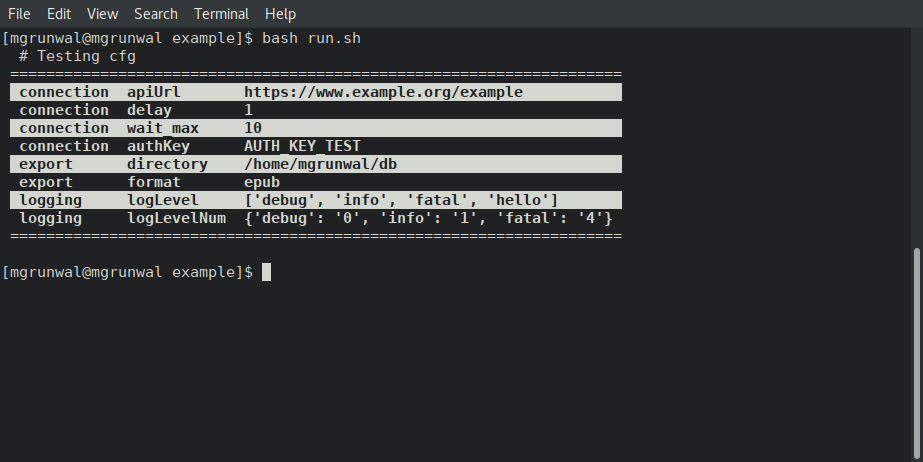 File  Edit  View  Search  Terminal  Help
[mgrunwal@mgrunwal example]$ bash run.sh
  # Testing cfg
 ====================================================================
  connection  apiUrl       https://www.example.org/example
  connection  delay        1
  connection  wait_max     10
  connection  authKey      AUTH_KEY_TEST
  export      directory    /home/mgrunwal/db
  export      format       epub
  logging     logLevel     ['debug', 'info', 'fatal', 'hello']
  logging     logLevelNum  {'debug': '0', 'info': '1', 'fatal': '4'}
 ====================================================================
[mgrunwal@mgrunwal example]$